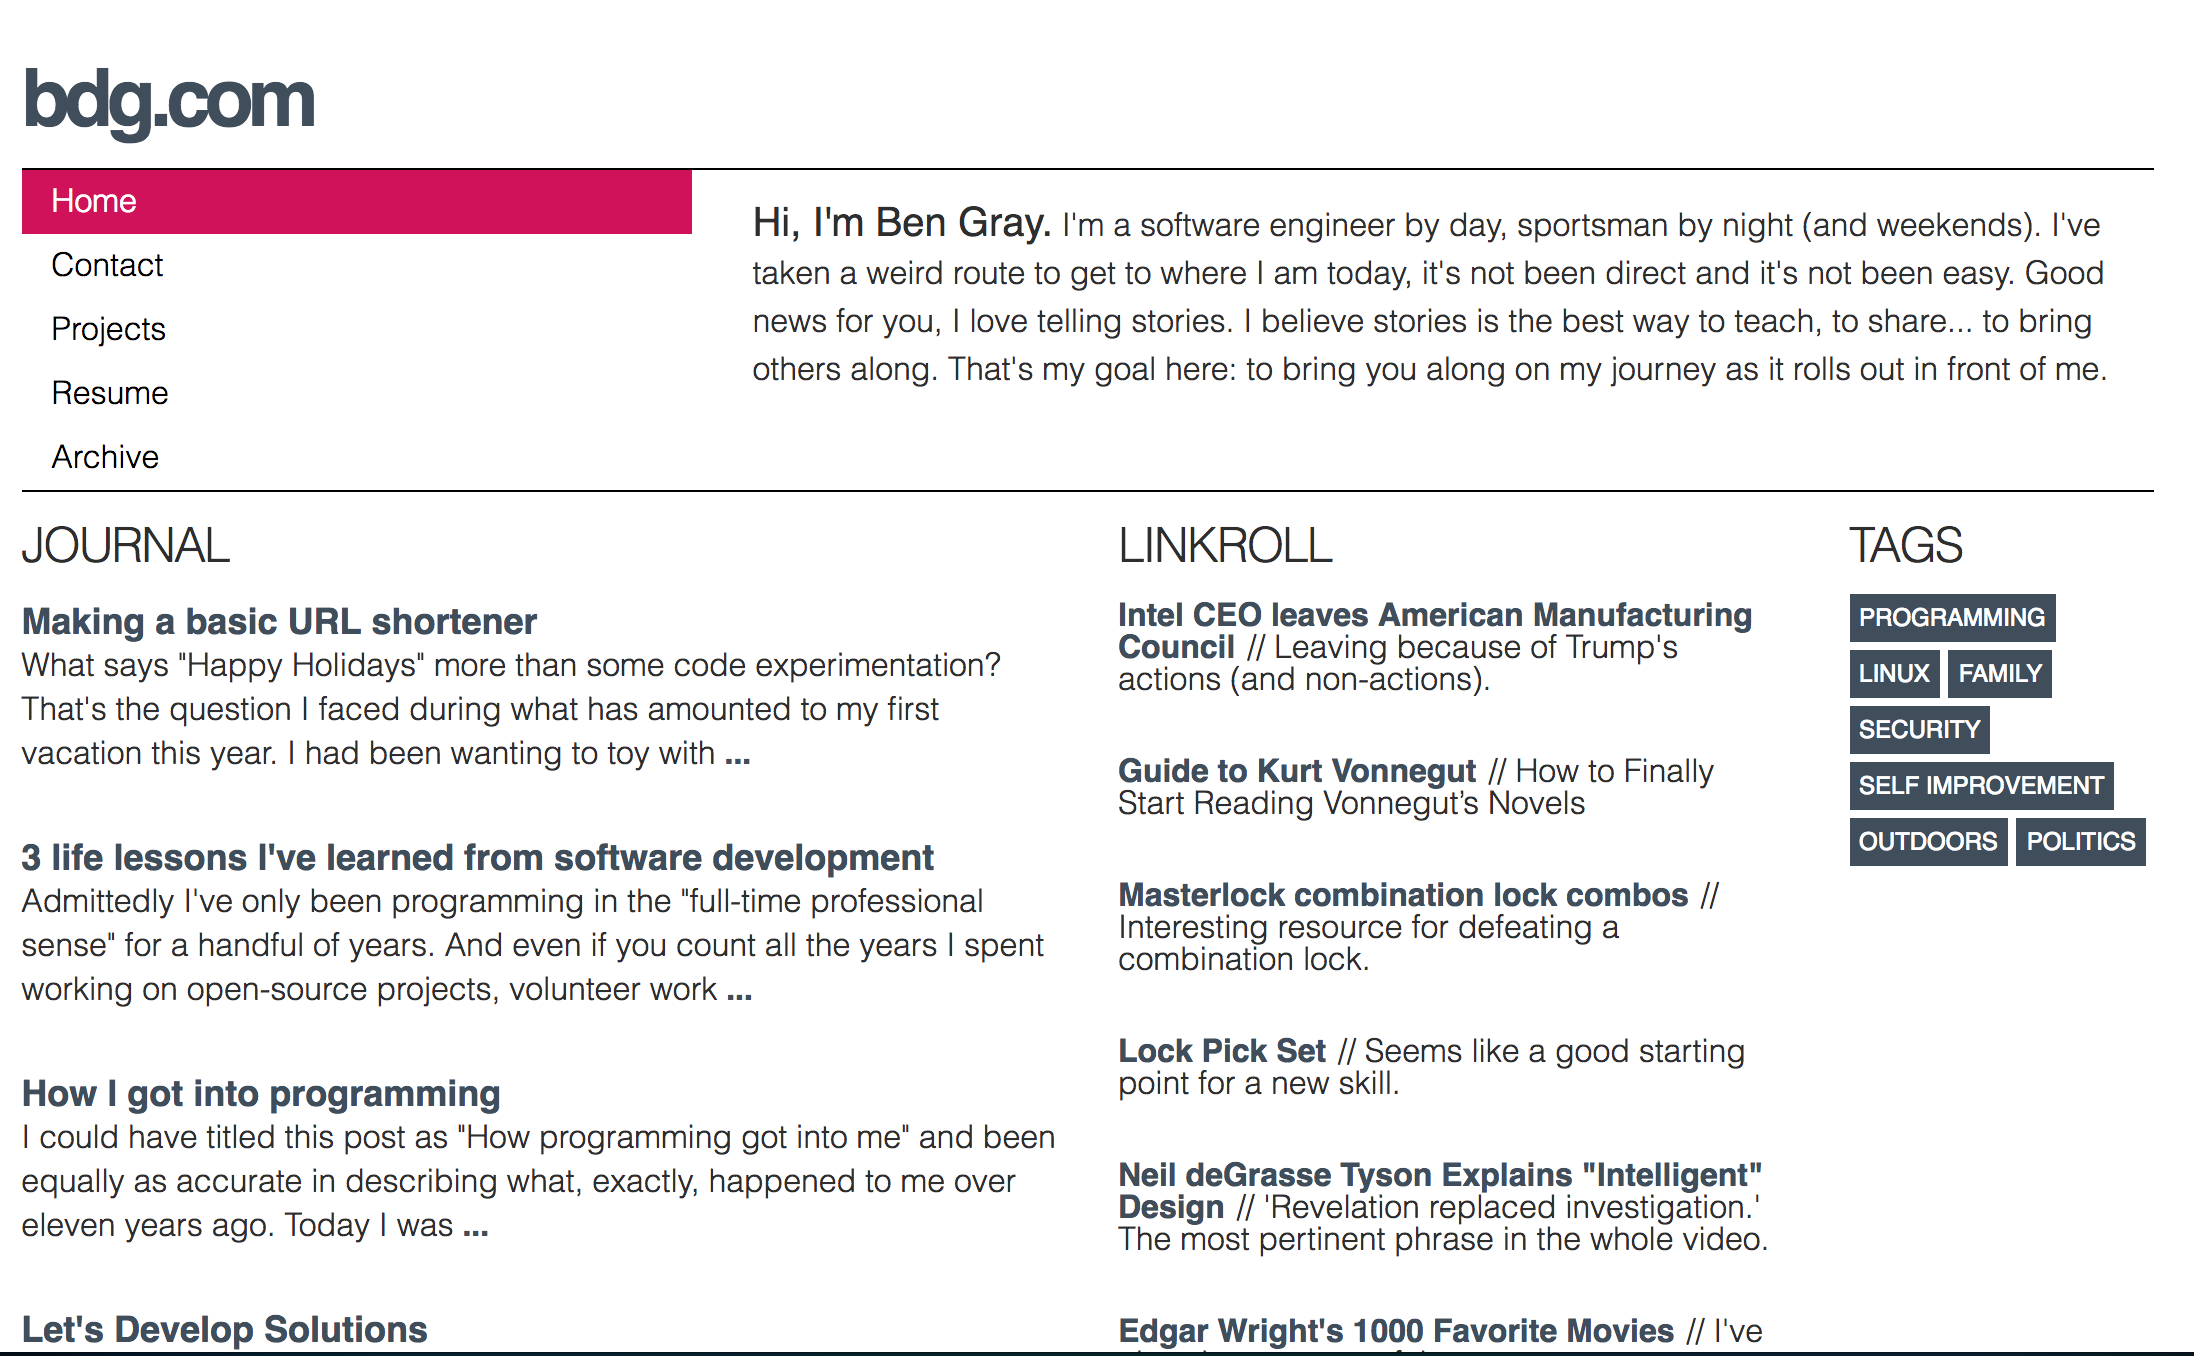 bdg.com
Home
Contact
Projects
Resume
Archive
Hi, I'm Ben Gray. I'm a software engineer by day, sportsman by night (and weekends). I've
taken a weird route to get to where I am today, it's not been direct and it's not been easy. Good
news for you, I love telling stories. I believe stories is the best way to teach, to share... to bring
others along. That's my goal here: to bring you along on my journey as it rolls out in front of me.
JOURNAL
Making a basic URL shortener
What says "Happy Holidays" more than some code experimentation?
That's the question I faced during what has amounted to my first
vacation this year. I had been wanting to toy with ...
3 life lessons I've learned from software development
Admittedly I've only been programming in the "full-time professional
sense" for a handful of years. And even if you count all the years I spent
working on open-source projects, volunteer work ...
How I got into programming
I could have titled this post as "How programming got into me" and been
equally as accurate in describing what, exactly, happened to me over
eleven years ago. Today I was ...
Let's Develop Solutions
LINKROLL
Intel CEO leaves American Manufacturing
Council // Leaving because of Trump's
actions (and non-actions).
Guide to Kurt Vonnegut // How to Finally
Start Reading Vonnegut’s Novels
Masterlock combination lock combos //
Interesting resource for defeating a
combination lock.
Lock Pick Set // Seems like a good starting
point for a new skill.
Neil deGrasse Tyson Explains "Intelligent"
Design // 'Revelation replaced investigation.'
The most pertinent phrase in the whole video.
Edgar Wright's 1000 Favorite Movies // I've
TAGS
PROGRAMMING
LINUX FAMILY
SECURITY
SELF IMPROVEMENT
OUTDOORS POLITICS